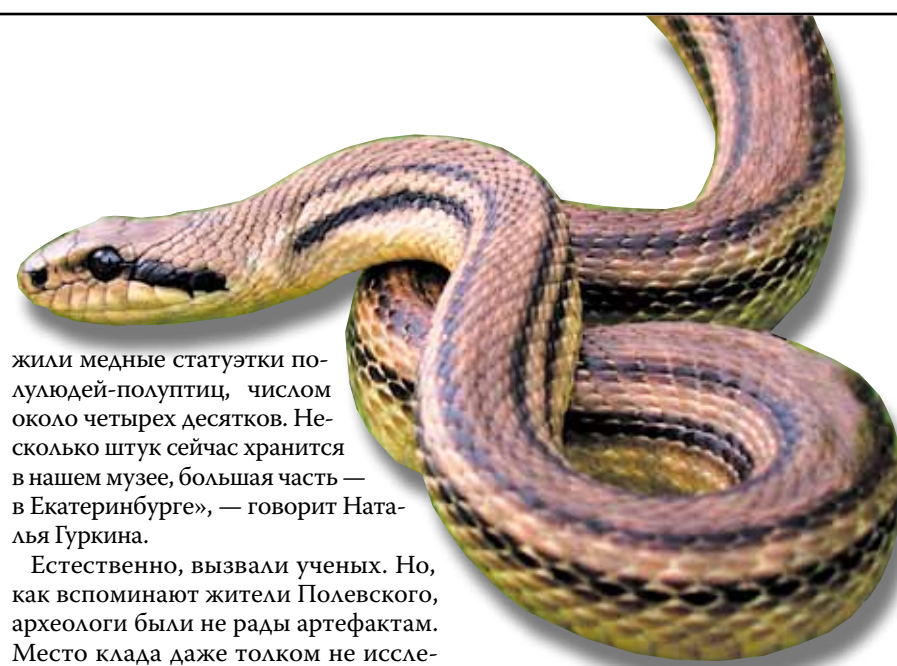 жили медные статуэтки по-
лулюдей-полуптиц, числом
около четырех десятков. Не-
сколько штук сейчас хранится
в нашем музее, большая часть —
в Екатеринбурге», — говорит Ната-
лья Гуркина.
Естественно, вызвали ученых. Но,
как вспоминают жители Полевского,
археологи были не рады артефактам.
Место клада даже толком не иссле-